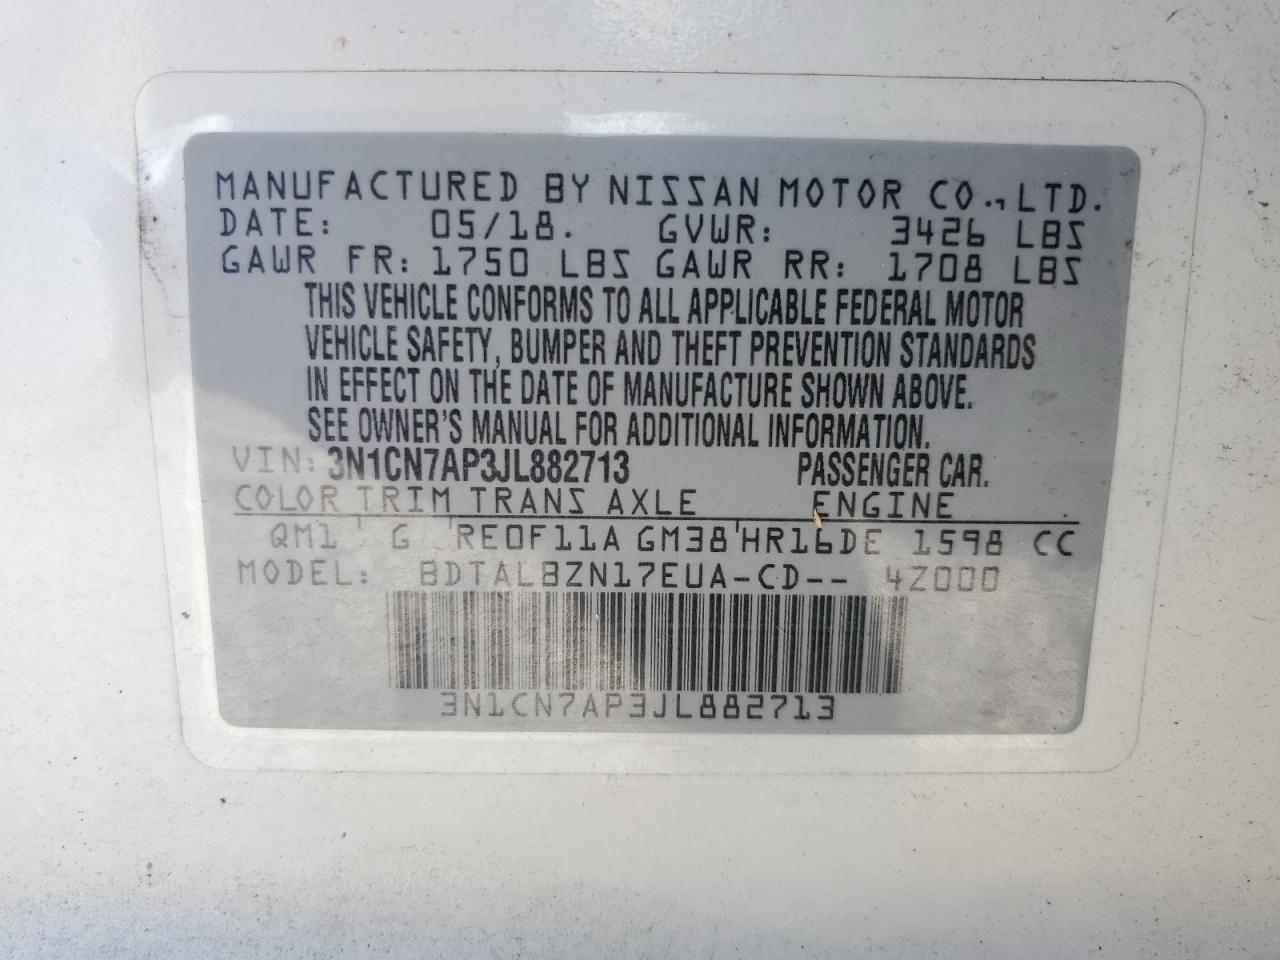 MANUFACTURED BY NISSAN MOTOR CO., LTD.
DATE: 05/18. GVWR: 3426 LBS
GAWR FR: 1750 LBS GAWR RR: 1708 LBS
THIS VEHICLE CONFORMS TO ALL APPLICABLE FEDERAL MOTOR
VEHICLE SAFETY, BUMPER AND THEFT PREVENTION STANDARDS
IN EFFECT ON THE DATE OF MANUFACTURE SHOWN ABOVE.
SEE OWNER'S MANUAL FOR ADDITIONAL INFORMATION.
VIN: 3N1CN7AP3JL882713 PASSENGER CAR.
COLOR TRIM TRANS AXLE ENGINE
QM1 G RE0F11A GM38 HR16DE 1598 CC
MODEL: BDTALBZN17EUA-CD-- 4Z000
3N1CN7AP3JL882713